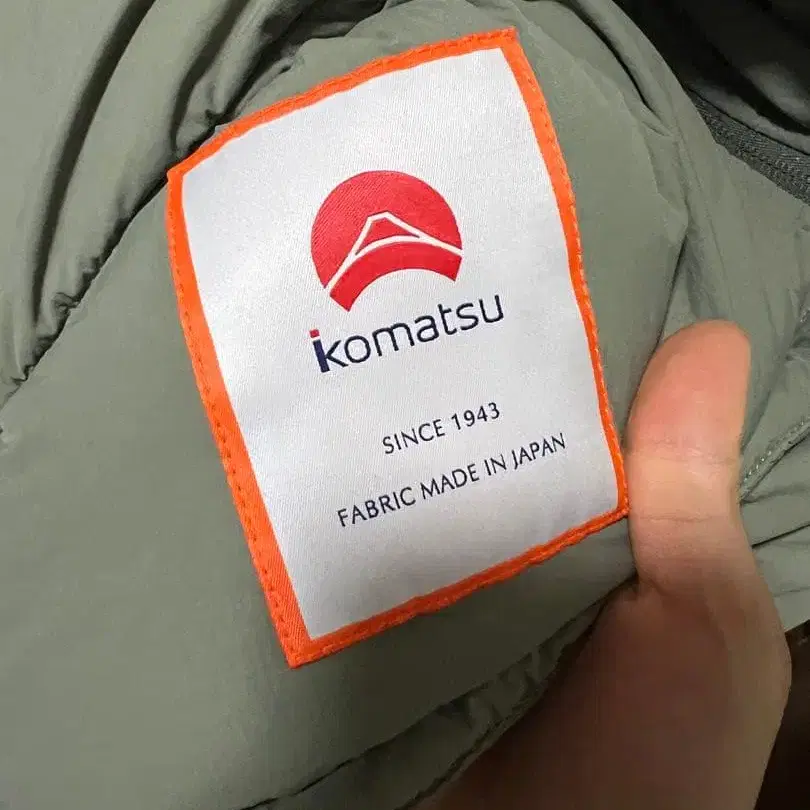 komatsu
SINCE 1943
FABRIC MADE IN JAPAN